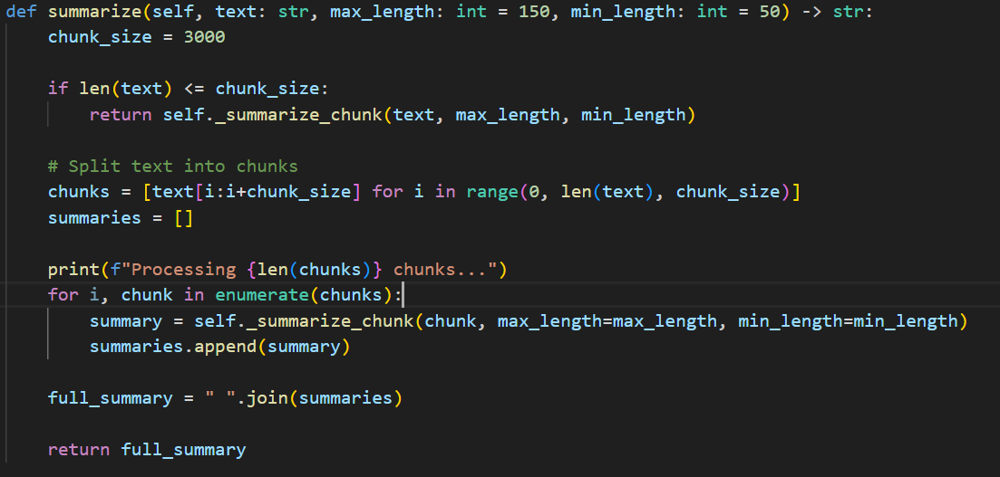 def summarize(self, text: str, max_length: int = 150, min_length: int = 50) -> str:
    chunk_size = 3000

    if len(text) <= chunk_size:
        return self._summarize_chunk(text, max_length, min_length)

    # Split text into chunks
    chunks = [text[i:i+chunk_size] for i in range(0, len(text), chunk_size)]
    summaries = []

    print(f"Processing {len(chunks)} chunks...")
    for i, chunk in enumerate(chunks):
        summary = self._summarize_chunk(chunk, max_length=max_length, min_length=min_length)
        summaries.append(summary)

    full_summary = " ".join(summaries)

    return full_summary